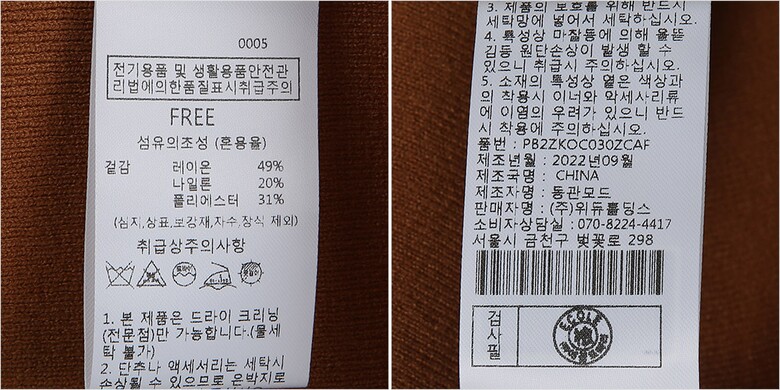 0005
전기용품 및 생활용품안전관
리법에의한품질표시취급주의
FREE
섬유의조성 (혼용율)
겉감 레이온 49%
나일론 20%
폴리에스터 31%
(심지,상표,보강재,자수,장식 제외)
취급상주의사항
1. 본 제품은 드라이 크리닝
(전문점)만 가능합니다.(물세
탁 불가)
2. 단추나 액세서리는 세탁시
손상될 수 있으므로 은박지로
3. 제품의 보호를 위해 반드시
세탁망에 넣어서 세탁하십시오.
4. 특성상 마찰등에 의해 올뜯
김등 원단손상이 발생 할 수
있으니 취급시 주의하십시오.
5. 소재의 특성상 옅은 색상과
의 착용시 이너와 악세사리류
에 이염의 우려가 있으니 반드
시 착용에 주의하십시오.
품번 : PB2ZKOC030ZCAF
제조년월 : 2022년09월
제조국명 : CHINA
제조자명 : 동관모드
판매자명 : (주)위듀홀딩스
소비자상담실 : 070-8224-4417
서울시 금천구 벚꽃로 298
검사필
ECOLE